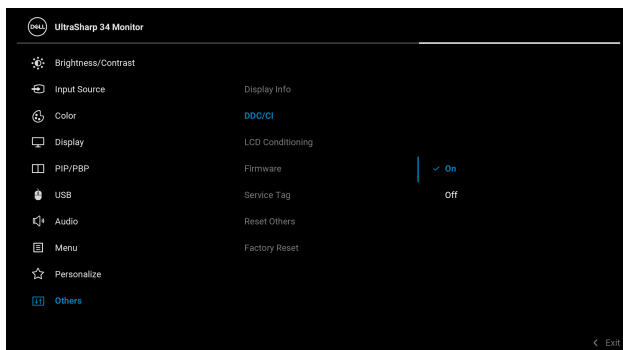 DELL UltraSharp 34 Monitor
Brightness/Contrast
Input Source
Color
Display
PIP/PBP
USB
Audio
Menu
Personalize
Others
Display Info
DDC/CI
LCD Conditioning
Firmware
Service Tag
Reset Others
Factory Reset
On
Off
Exit